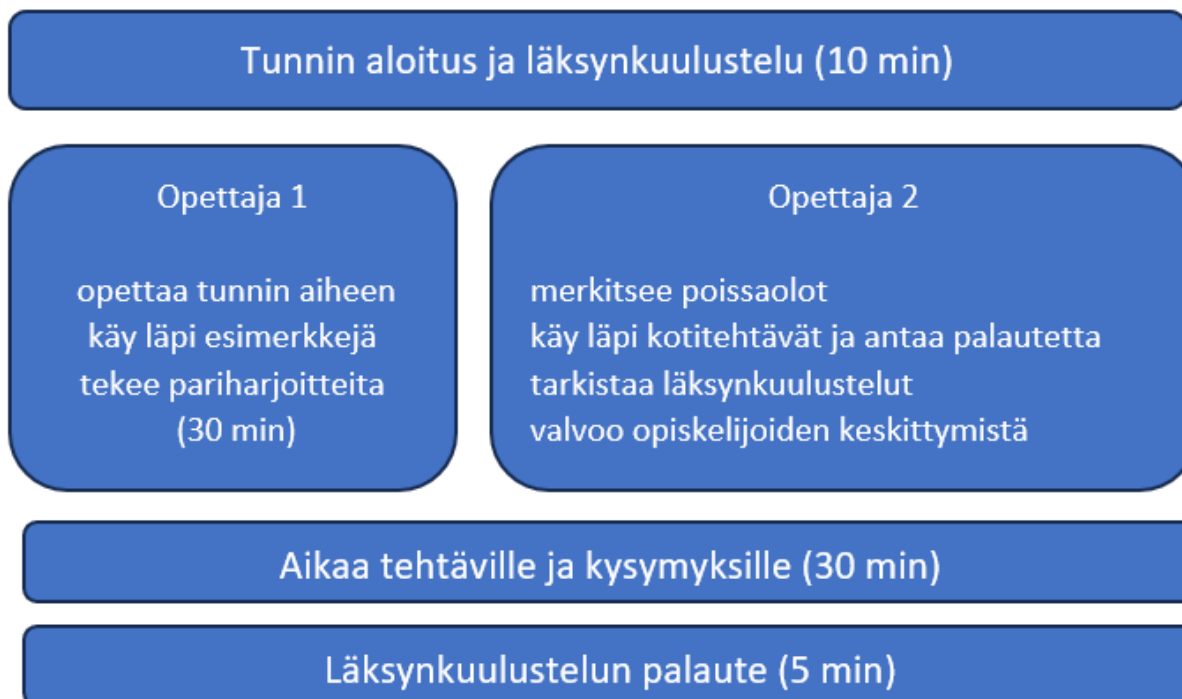 Tunnin aloitus ja läksynkuulustelu (10 min)
Opettaja 1
opettaa tunnin aiheen
käy läpi esimerkkejä
tekee pariharjoitteita
(30 min)
Opettaja 2
merkitsee poissaolot
käy läpi kotitehtävät ja antaa palautetta
tarkistaa läksynkuulustelut
valvoo opiskelijoiden keskittymistä
Aikaa tehtäville ja kysymyksille (30 min)
Läksynkuulustelun palaute (5 min)